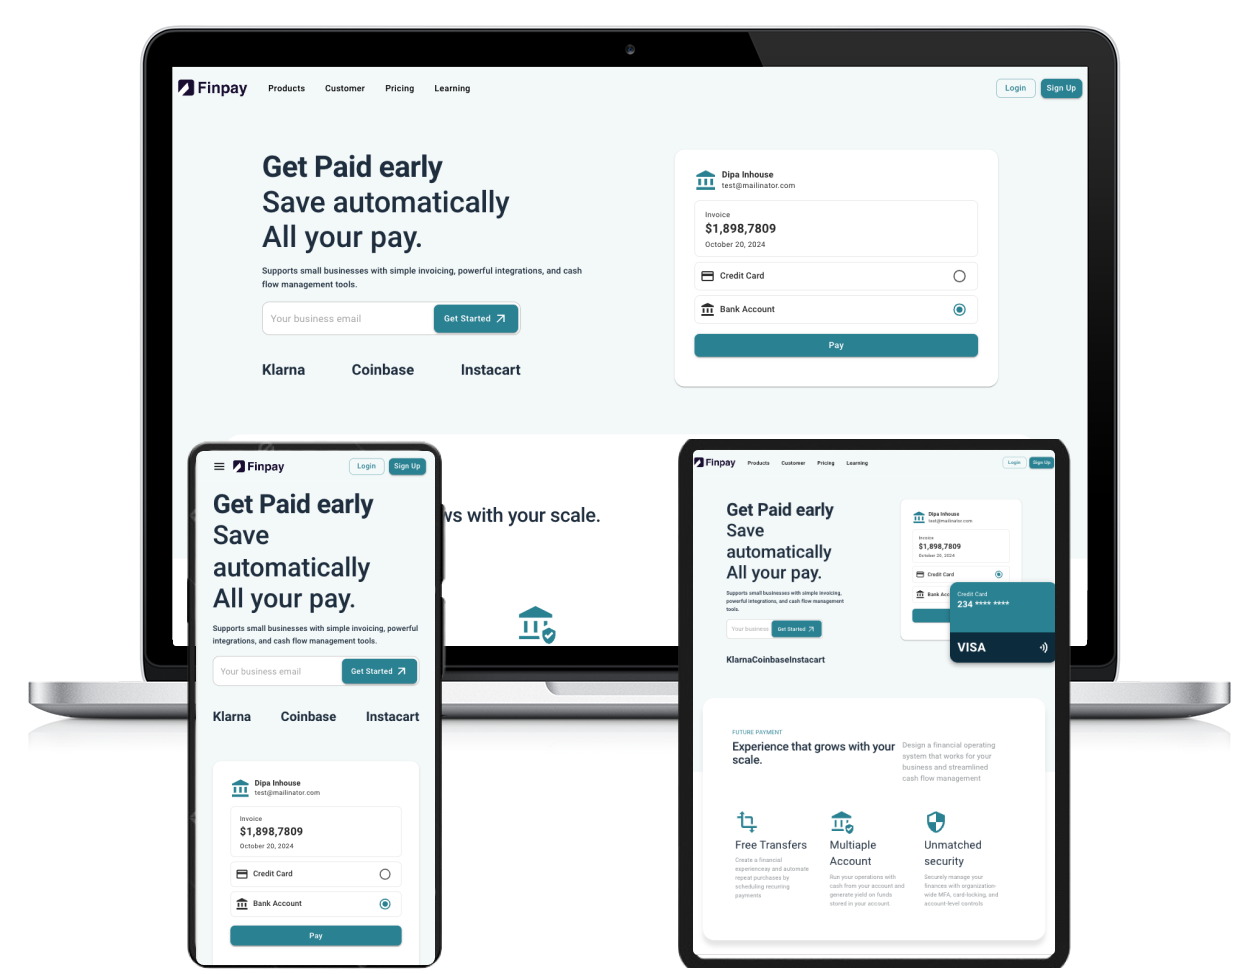 Finpay Products Customer Pricing Learning Login Sign Up
Get Paid early
Save automatically
All your pay.
Supports small businesses with simple invoicing, powerful integrations, and cash
flow management tools.
Your business email Get Started
Klarna Coinbase Instacart
Dipa Inhouse
test@mailinator.com
Invoice
$1,898,7809
October 20, 2024
Credit Card
Bank Account
Pay
with your scale.
Finpay Login Sign Up
Get Paid early
Save
automatically
All your pay.
Supports small businesses with simple invoicing, powerful
integrations, and cash flow management tools.
Your business email Get Started
Klarna Coinbase Instacart
Dipa Inhouse
test@mailinator.com
Invoice
$1,898,7809
October 20, 2024
Credit Card
Bank Account
Pay
Finpay Products Customer Pricing Learning Login Sign Up
Get Paid early
Save
automatically
All your pay.
Supports small businesses with simple invoicing,
powerful integrations, and cash flow management
tools.
Your business Get Started
KlarnaCoinbaseInstacart
Dipa Inhouse
test@mailinator.com
Invoice
$1,898,7809
October 20, 2024
Credit Card
Bank Acc
Credit Card
234 **** ****
VISA
FUTURE PAYMENT
Experience that grows with your
scale.
Design a financial operating
system that works for your
business and streamlined
cash flow management
Free Transfers
Create a financial
experienceay and automate
repeat purchases by
scheduling recurring
payments
Multiaple
Account
Run your operations with
cash from your account and
generate yield on funds
stored in your account
Unmatched
security
Securely manage your
finances with organization
wide MFA, card-locking, and
account-level controls